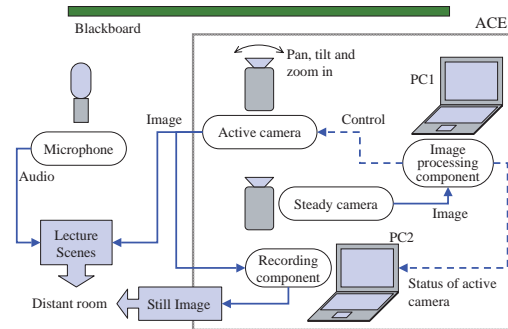 Blackboard
ACE
Pan, tilt and
zoom in
PC1
Image
Control
Active camera
Microphone
Image
processing
component
Audio
Steady camera
Image
Lecture
Scenes
PC2
Recording
component
Distant room
Still Image
Status of active
camera